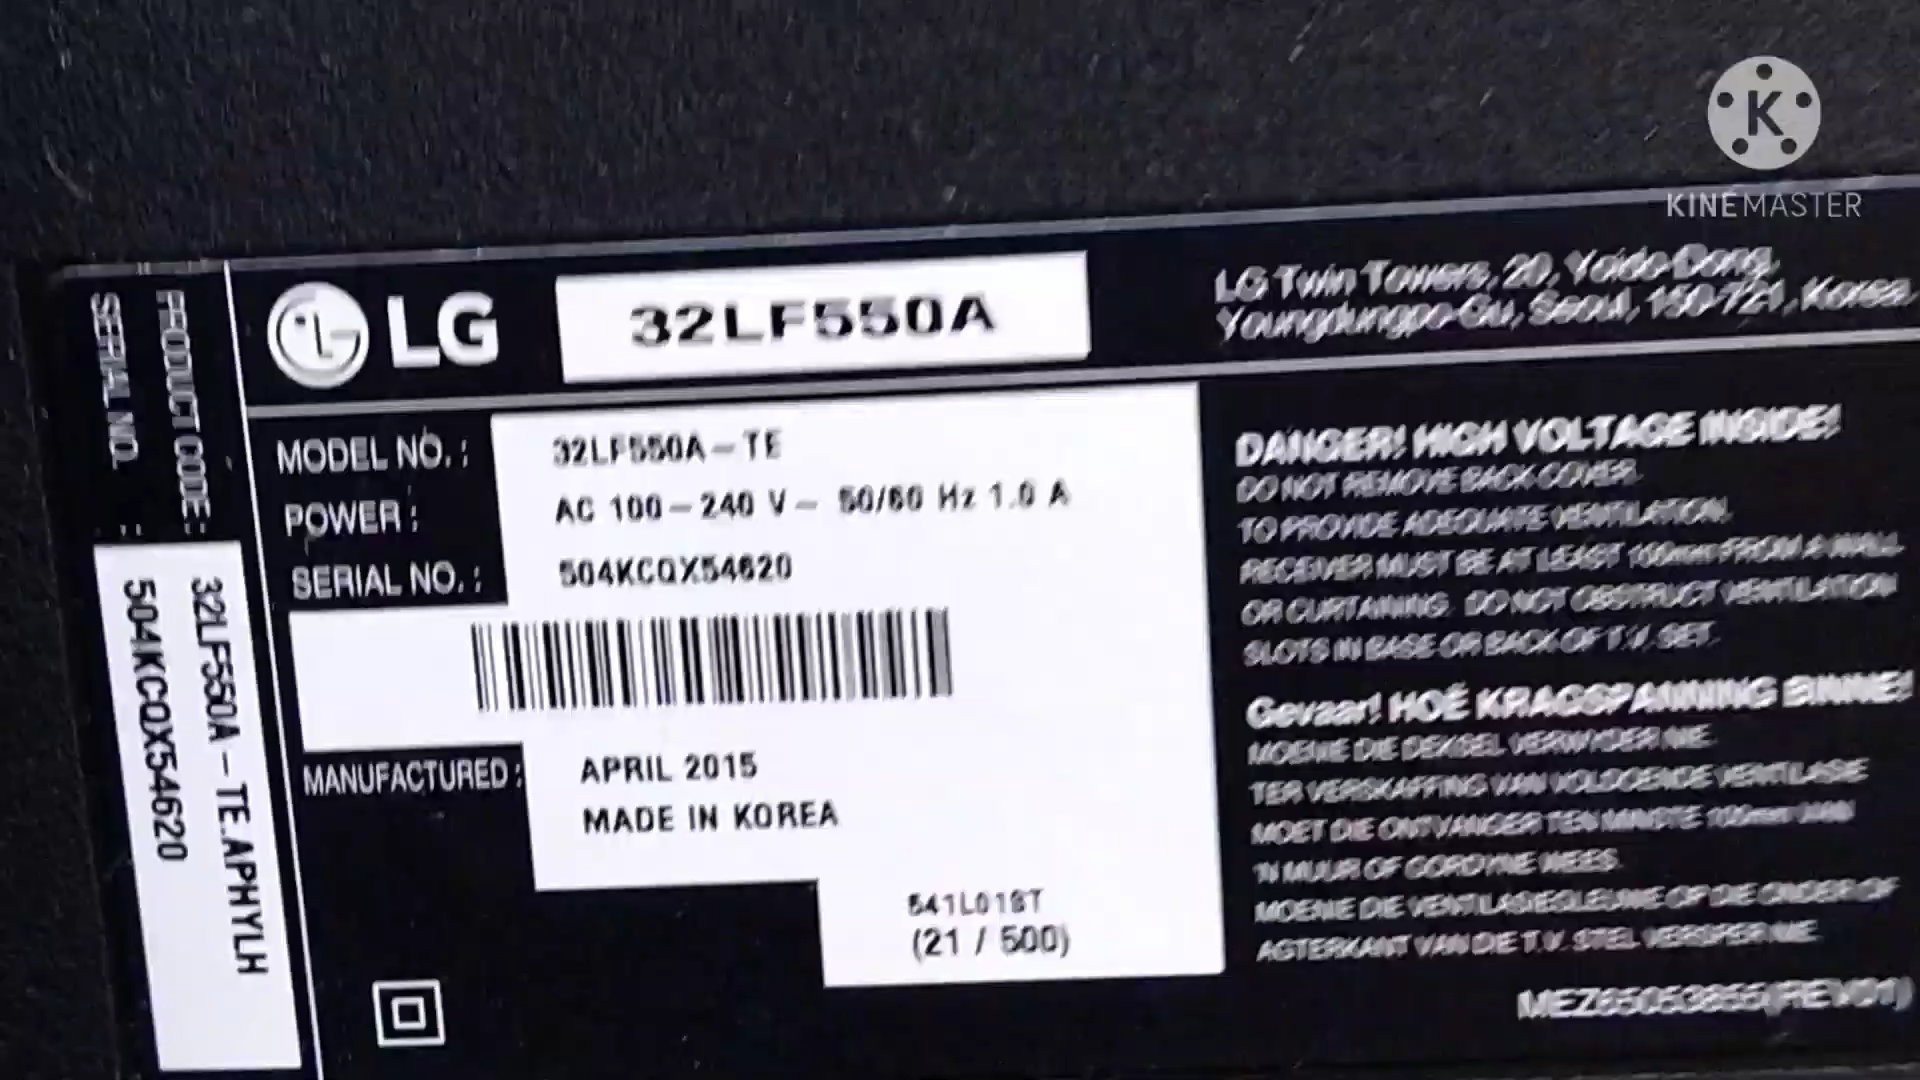 K
KINEMASTER
LG
32LF550A
LG Twin Towers, 20, Yoido-Dong,
Youngdungpo-Gu, Seoul, 150-721, Korea
PRODUCT CODE :
SERIAL NO. :
32LF550A-TE.APHYLH
504KCQX54620
MODEL NO. : 32LF550A-TE
POWER : AC 100-240 V~ 50/60 Hz 1.0 A
SERIAL NO. : 504KCQX54620
MANUFACTURED : APRIL 2015
MADE IN KOREA
541L01ST
(21 / 500)
DANGER! HIGH VOLTAGE INSIDE!
DO NOT REMOVE BACK COVER.
TO PROVIDE ADEQUATE VENTILATION.
RECEIVER MUST BE AT LEAST 100mm FROM A WALL
OR CURTAINING. DO NOT OBSTRUCT VENTILATION
SLOTS IN BASE OR BACK OF T.V. SET.
Gevaar! HOË KRAGSPANNING BINNE!
MOENIE DIE DEKSEL VERWYDER NIE.
TER VERSKAFFING VAN VOLDOENDE VENTILASIE
MOET DIE ONTVANGER TEN MINSTE 100mm VAN
'N MUUR OF GORDYNE WEES.
MOENIE DIE VENTILASIEGLEUWE OP DIE ONDER OF
AGTERKANT VAN DIE T.V. STEL VERSPER NIE.
MEZ65053855(REV01)